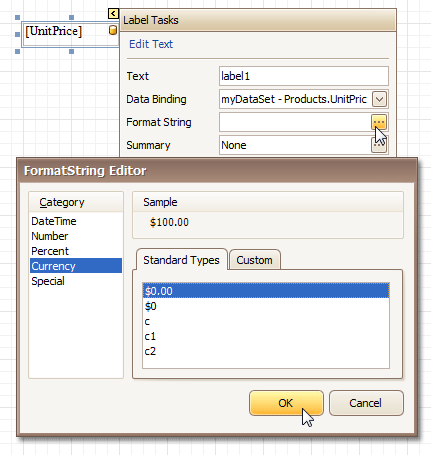 [UnitPrice]
Label Tasks
Edit Text
Text label1
Data Binding myDataSet - Products.UnitPric
Format String
Summary None
FormatString Editor
Category
DateTime
Number
Percent
Currency
Special
Sample
$100.00
Standard Types Custom
$0.00
$0
c
c1
c2
OK Cancel